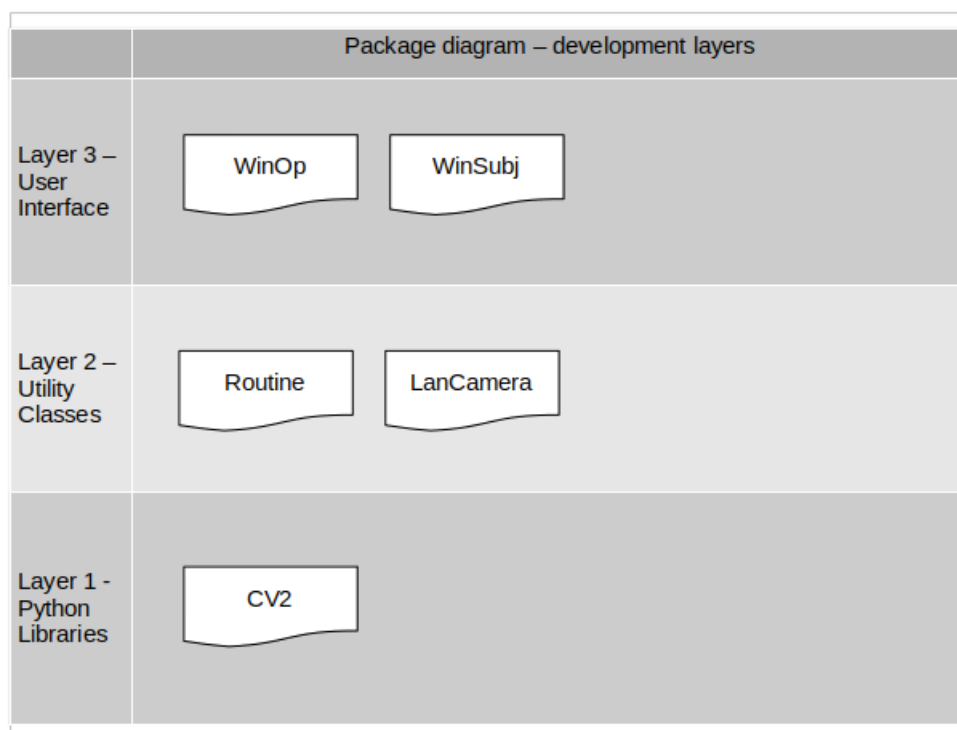 Package diagram – development layers
Layer 3 –
User
Interface
WinOp
WinSubj
Layer 2 –
Utility
Classes
Routine
LanCamera
Layer 1 -
Python
Libraries
CV2